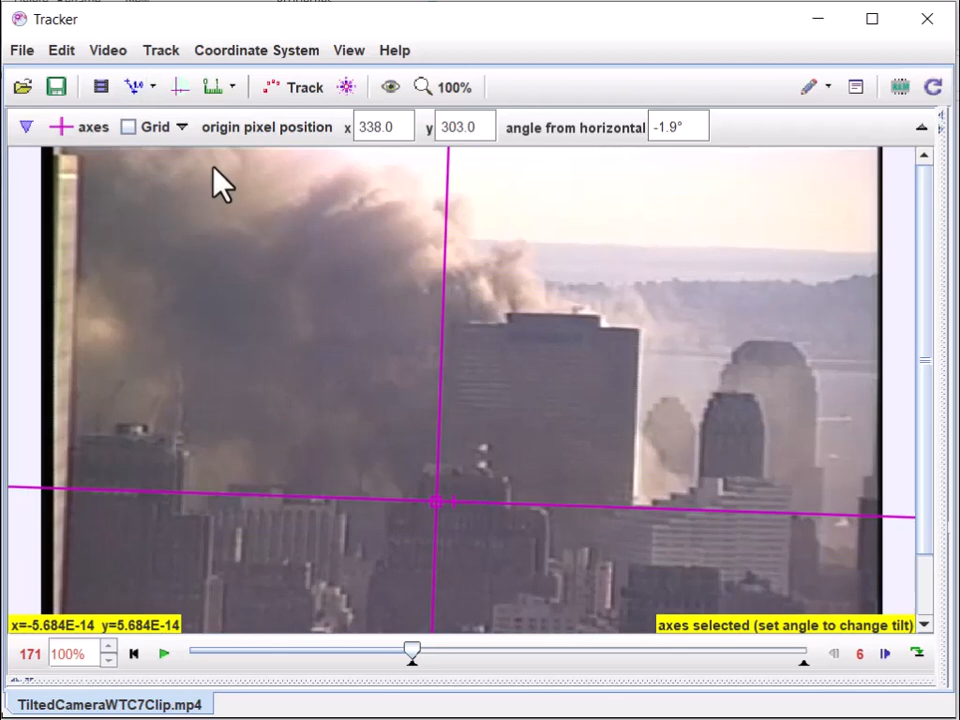 Tracker
File Edit Video Track Coordinate System View Help
Track 100%
axes Grid origin pixel position x 338.0 y 303.0 angle from horizontal -1.9°
x=-5.684E-14 y=5.684E-14 axes selected (set angle to change tilt)
171 100% 6
TiltedCameraWTC7Clip.mp4